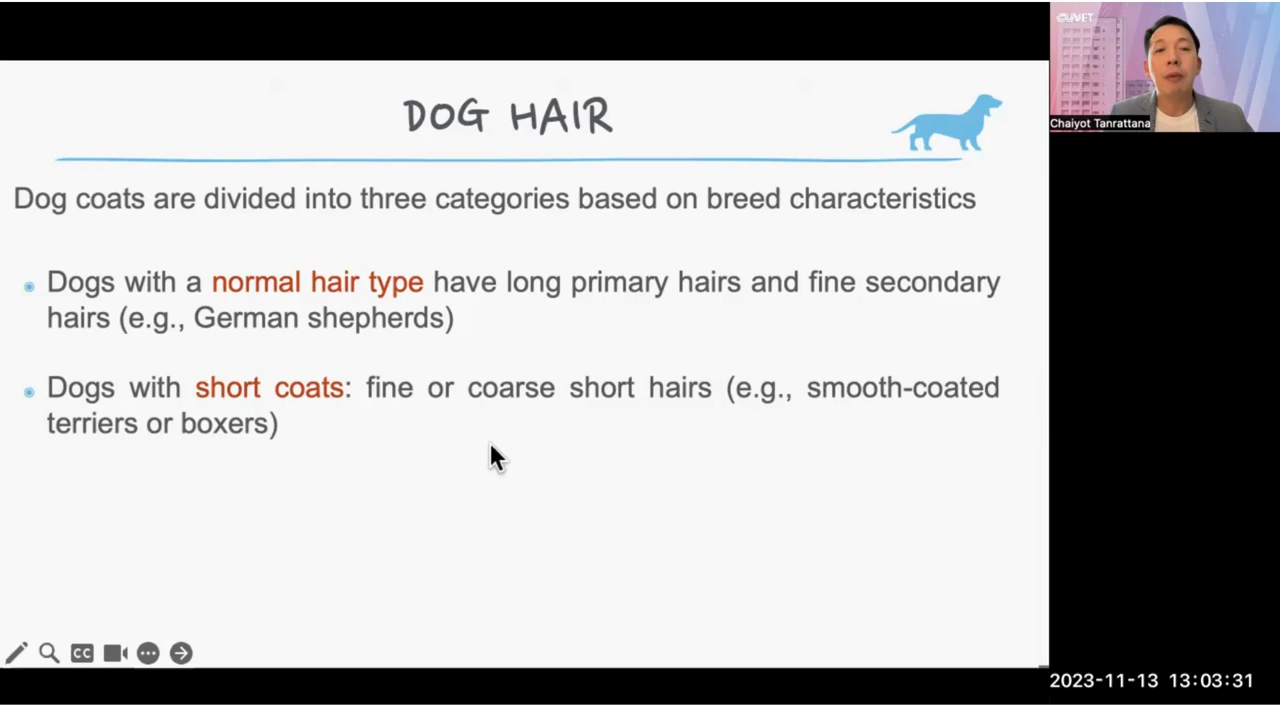 DOG HAIR
Dog coats are divided into three categories based on breed characteristics
Dogs with a normal hair type have long primary hairs and fine secondary
hairs (e.g., German shepherds)
Dogs with short coats: fine or coarse short hairs (e.g., smooth-coated
terriers or boxers)
CC
CUVET
Chaiyot Tanrattana
2023-11-13 13:03:31